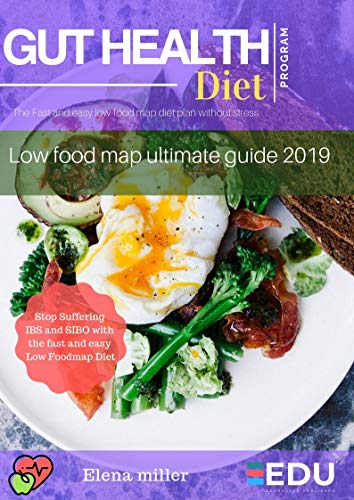 GUT HEALTH
Diet
PROGRAM
The Fast and easy low-food map diet plan without stress
Low food map ultimate guide 2019
Stop Suffering
IBS and SIBO with
the fast and easy
Low Foodmap Diet
Elena miller
EDU